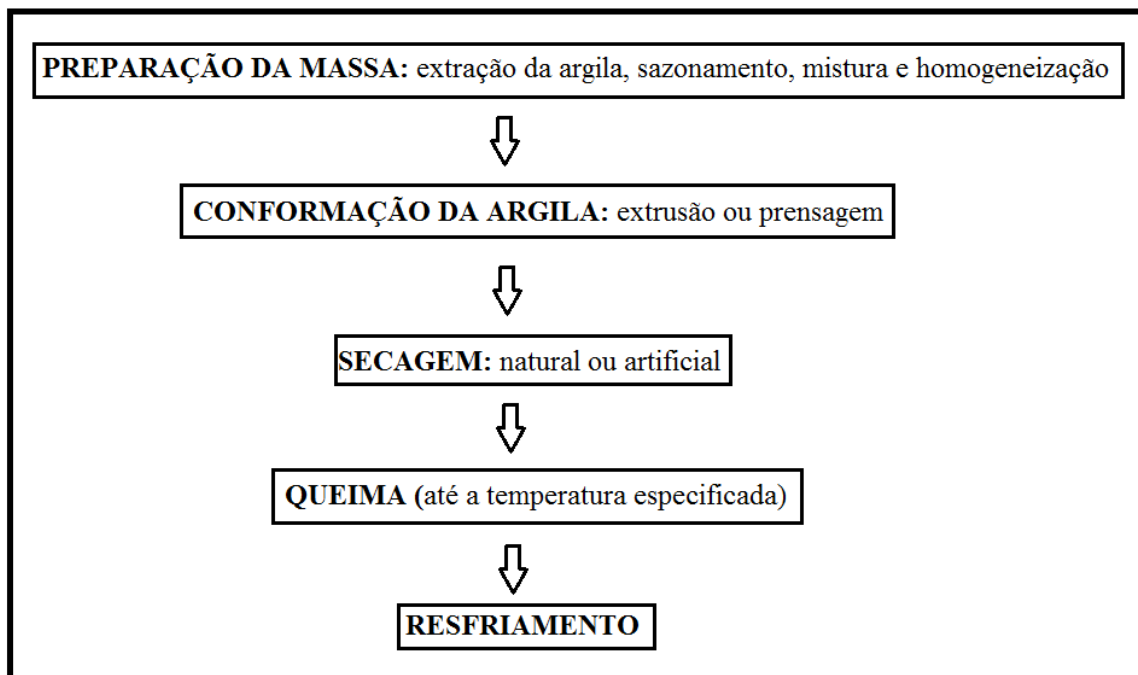 PREPARAÇÃO DA MASSA: extração da argila, sazonamento, mistura e homogeneização
CONFORMAÇÃO DA ARGILA: extrusão ou prensagem
SECAGEM: natural ou artificial
QUEIMA (até a temperatura especificada)
RESFRIAMENTO